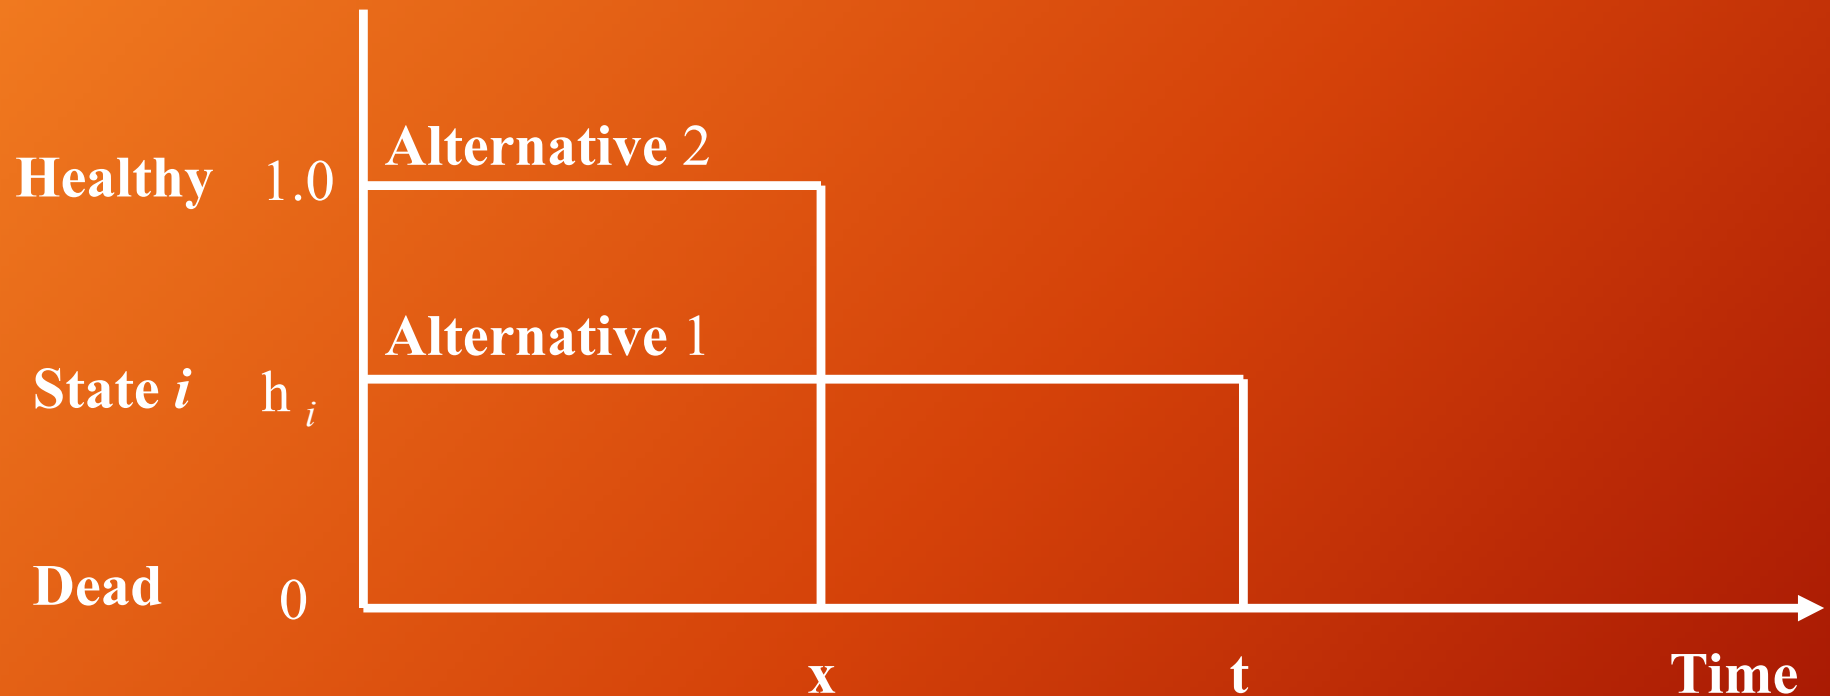 Alternative 2
Healthy 1.0
Alternative 1
State i h i
Dead 0
x t Time